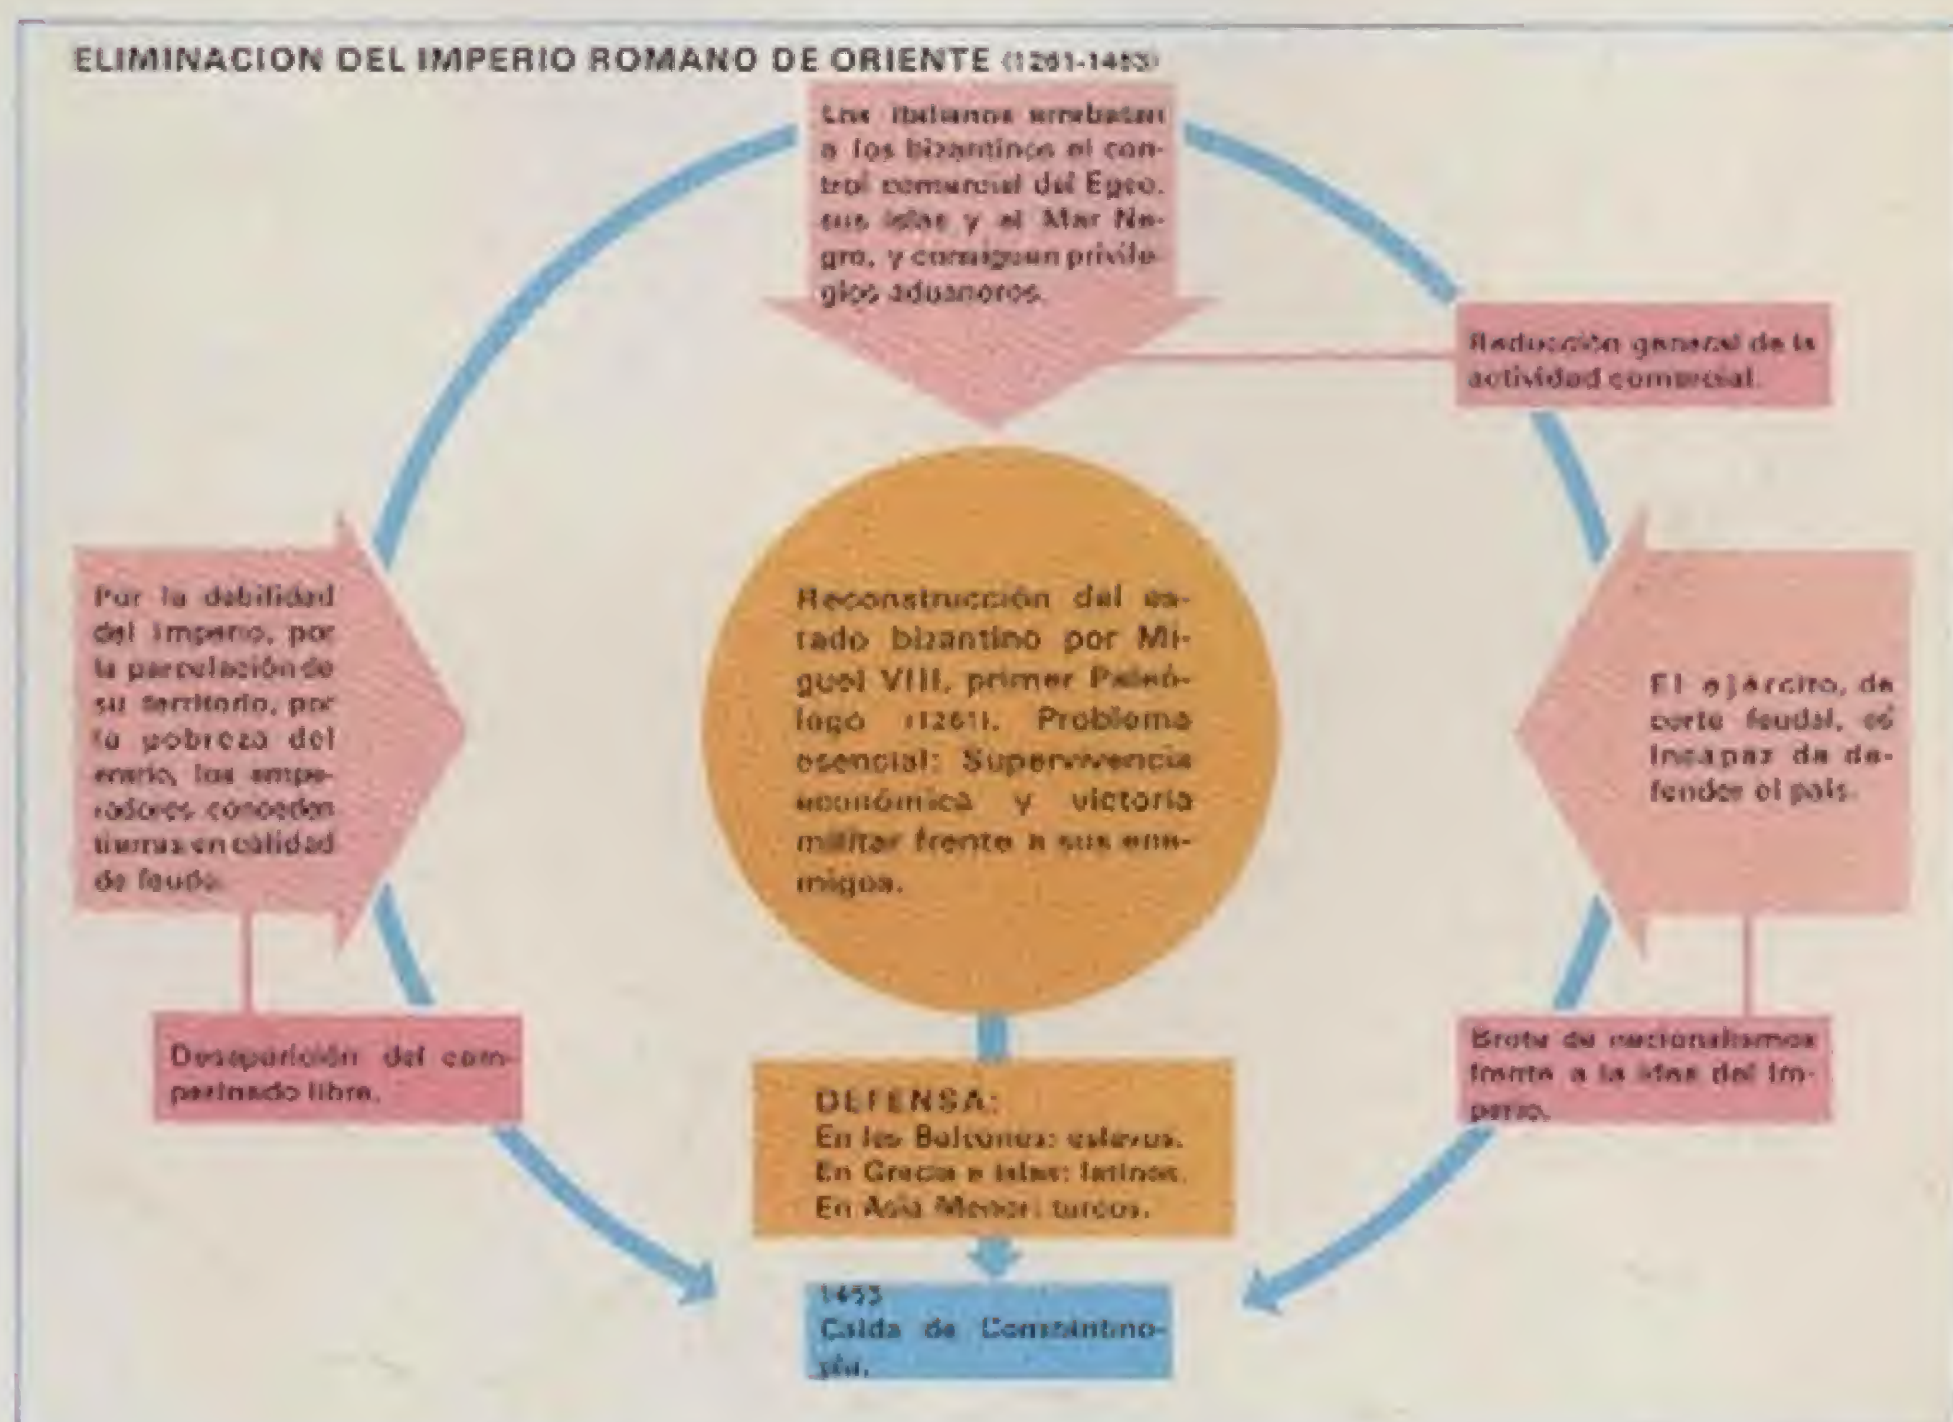 ELIMINACION DEL IMPERIO ROMANO DE ORIENTE (1261-1453)
Los italianos arrebatan
a los bizantinos el con-
trol comercial del Egeo,
sus islas y el Mar Ne-
gro, y consiguen privile-
gios aduaneros.
Reducción general de la
actividad comercial.
Por la debilidad
del Imperio, por
la parcelación de
su territorio, por
la pobreza del
erario, los empe-
radores conceden
tierras en calidad
de feudo.
Reconstrucción del es-
tado bizantino por Mi-
guel VIII, primer Paleó-
logo (1261). Problema
esencial: Supervivencia
económica y victoria
militar frente a sus ene-
migos.
El ejército, de
corte feudal, es
incapaz de de-
fender el país.
Desaparición del cam-
pesinado libre.
Brote de nacionalismos
frente a la idea del Im-
perio.
DEFENSA:
En los Balcanes: eslavos.
En Grecia e islas: latinos.
En Asia Menor: turcos.
1453
Caída de Constantino-
pla.